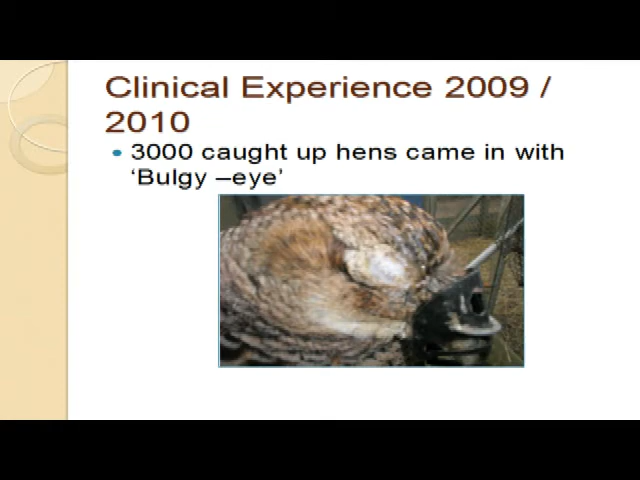 Clinical Experience 2009 /
2010
• 3000 caught up hens came in with
‘Bulgy –eye’